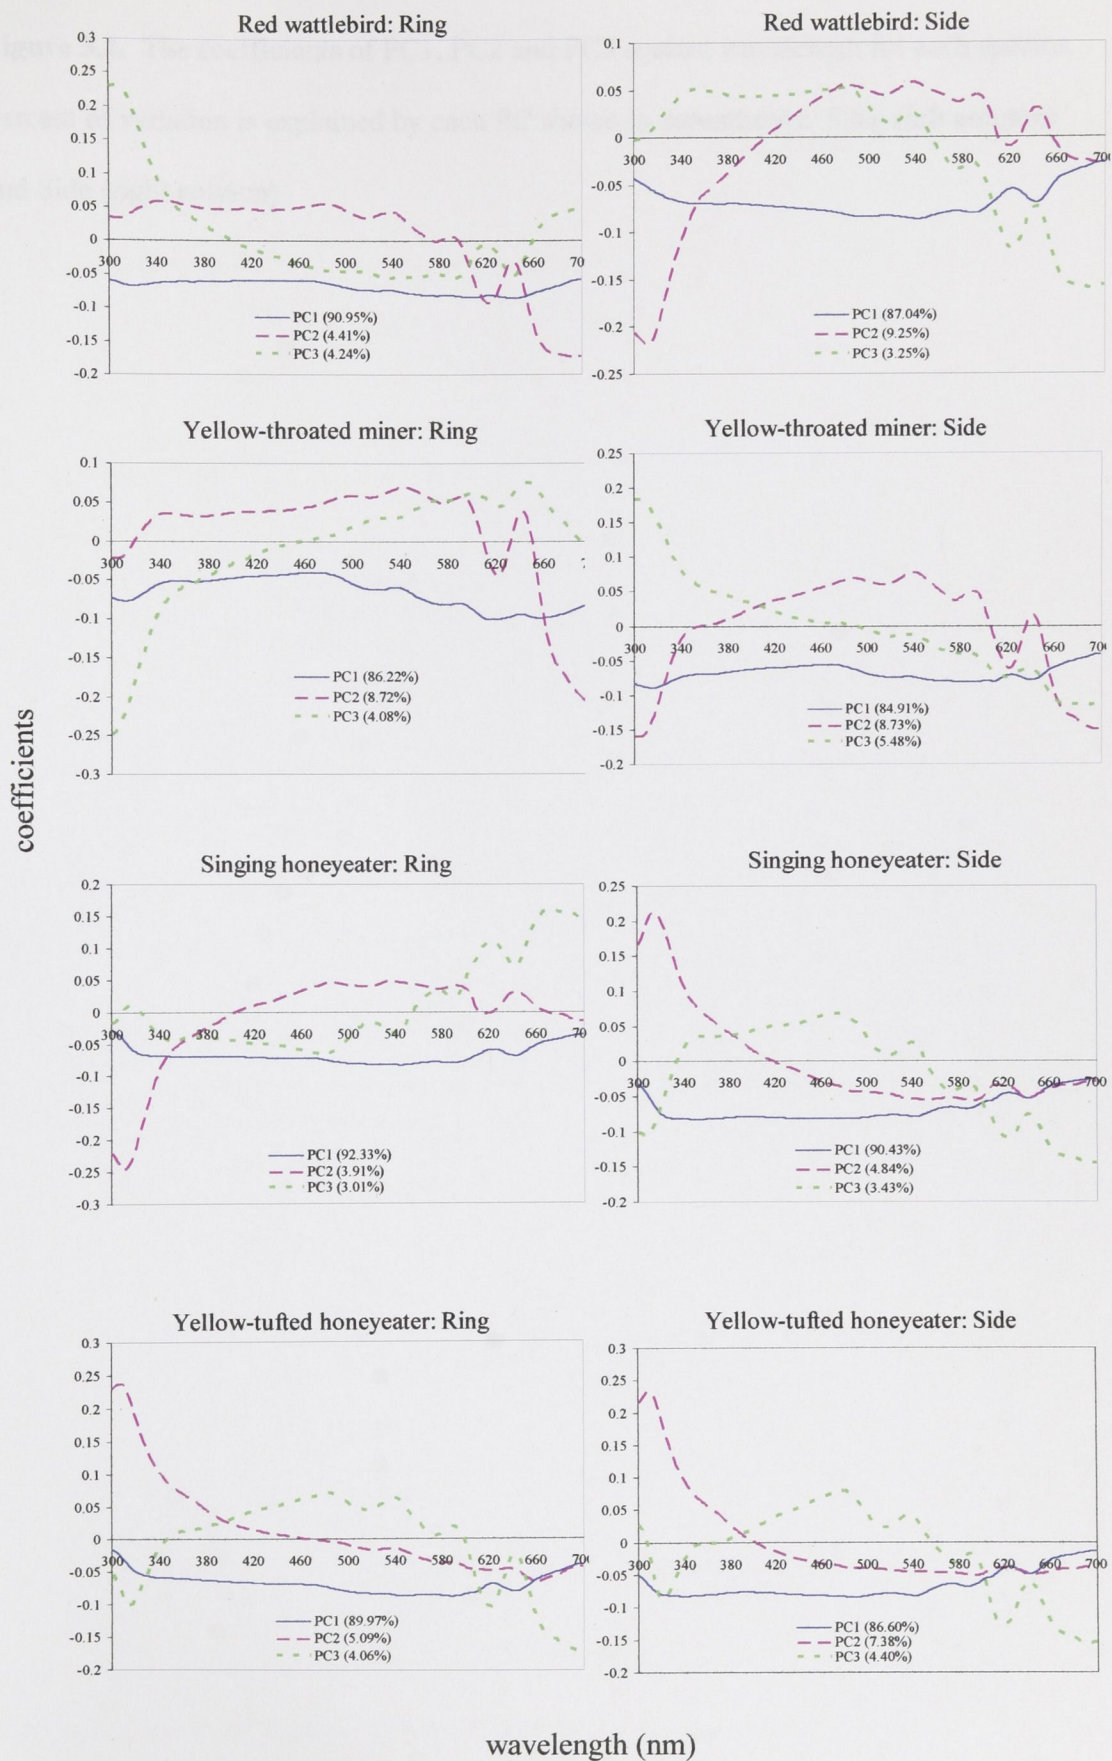 Red wattlebird: Ring
0.3
0.25
0.2
0.15
0.1
0.05
0
-0.05
-0.1
-0.15
-0.2
300 340 380 420 460 500 540 580 620 660 70
PC1 (90.95%)
PC2 (4.41%)
PC3 (4.24%)
Red wattlebird: Side
0.1
0.05
0
-0.05
-0.1
-0.15
-0.2
-0.25
300 340 380 420 460 500 540 580 620 660 700
PC1 (87.04%)
PC2 (9.25%)
PC3 (3.25%)
Yellow-throated miner: Ring
0.1
0.05
0
-0.05
-0.1
-0.15
-0.2
-0.25
-0.3
300 340 380 420 460 500 540 580 620 660
PC1 (86.22%)
PC2 (8.72%)
PC3 (4.08%)
Yellow-throated miner: Side
0.25
0.2
0.15
0.1
0.05
0
-0.05
-0.1
-0.15
-0.2
300 340 380 420 460 500 540 580 620 660 700
PC1 (84.91%)
PC2 (8.73%)
PC3 (5.48%)
coefficients
Singing honeyeater: Ring
0.2
0.15
0.1
0.05
0
-0.05
-0.1
-0.15
-0.2
-0.25
-0.3
300 340 380 420 460 500 540 580 620 660 70
PC1 (92.33%)
PC2 (3.91%)
PC3 (3.01%)
Singing honeyeater: Side
0.25
0.2
0.15
0.1
0.05
0
-0.05
-0.1
-0.15
-0.2
300 340 380 420 460 500 540 580 620 660 700
PC1 (90.43%)
PC2 (4.84%)
PC3 (3.43%)
Yellow-tufted honeyeater: Ring
0.3
0.25
0.2
0.15
0.1
0.05
0
-0.05
-0.1
-0.15
-0.2
300 340 380 420 460 500 540 580 620 660 70
PC1 (89.97%)
PC2 (5.09%)
PC3 (4.06%)
Yellow-tufted honeyeater: Side
0.3
0.25
0.2
0.15
0.1
0.05
0
-0.05
-0.1
-0.15
-0.2
300 340 380 420 460 500 540 580 620 660 700
PC1 (86.60%)
PC2 (7.38%)
PC3 (4.40%)
wavelength (nm)